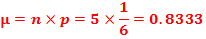 μ = n × p = 5 × 1/6 = 0.8333